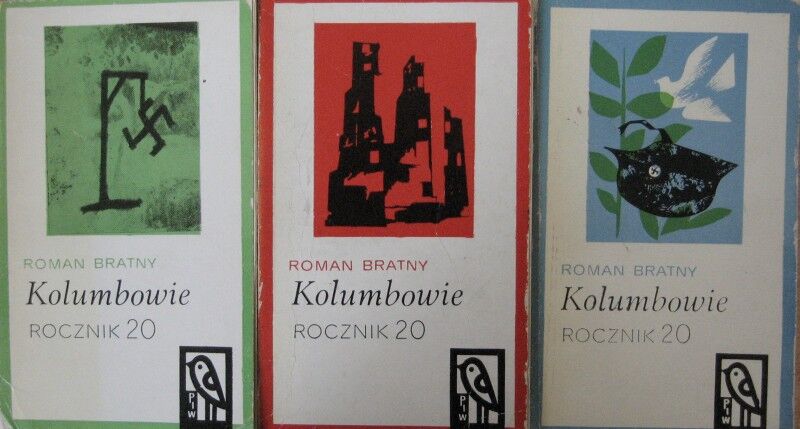 ROMAN BRATNY
Kolumbowie
ROCZNIK 20
PIW
ROMAN BRATNY
Kolumbowie
ROCZNIK 20
PIW
ROMAN BRATNY
Kolumbowie
ROCZNIK 20
PIW